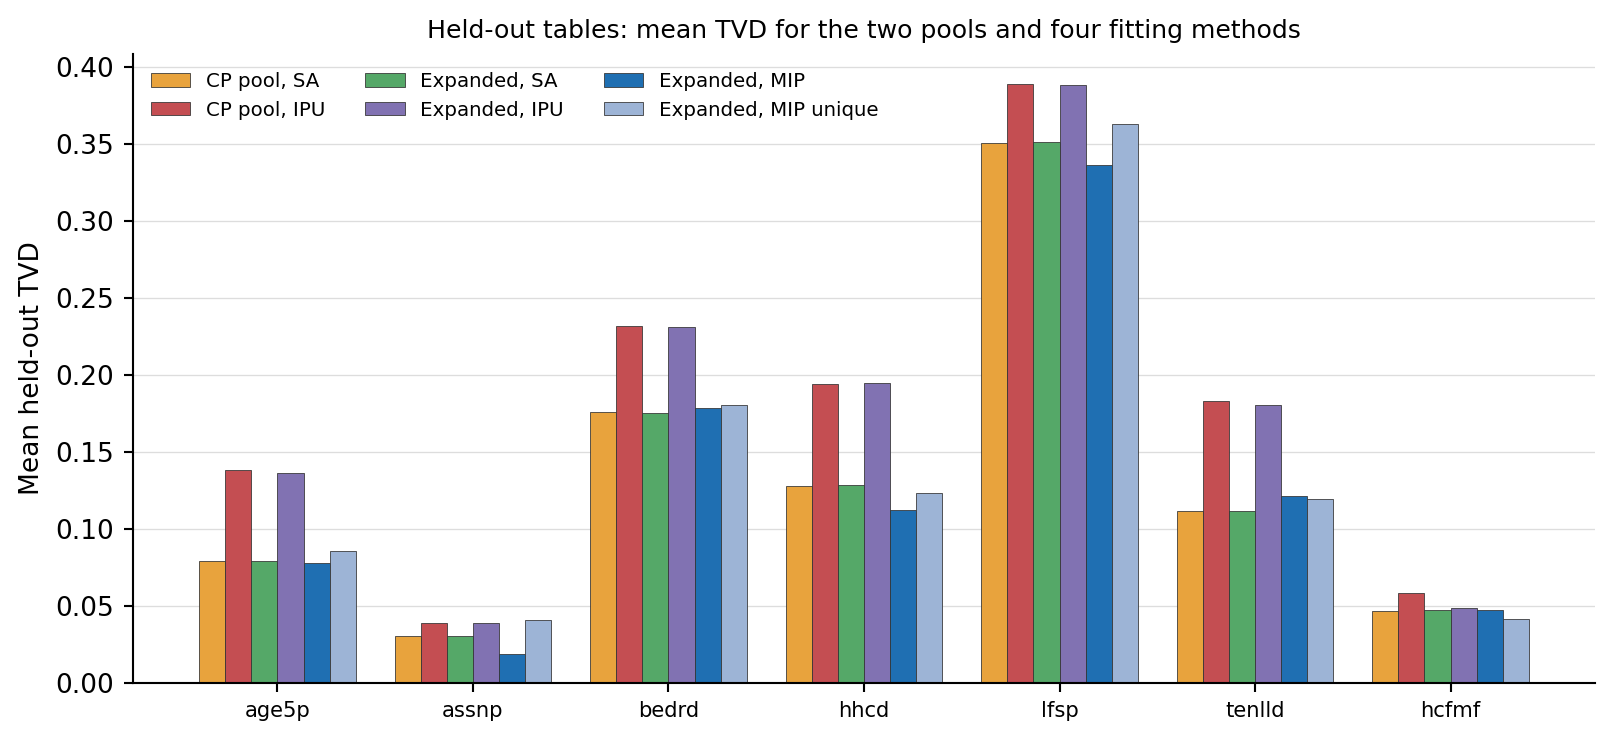 Held-out tables: mean TVD for the two pools and four fitting methods
CP pool, SA
CP pool, IPU
Expanded, SA
Expanded, IPU
Expanded, MIP
Expanded, MIP unique
Mean held-out TVD
0.40
0.35
0.30
0.25
0.20
0.15
0.10
0.05
0.00
age5p
assnp
bedrd
hhcd
lfsp
tenlld
hcfmf